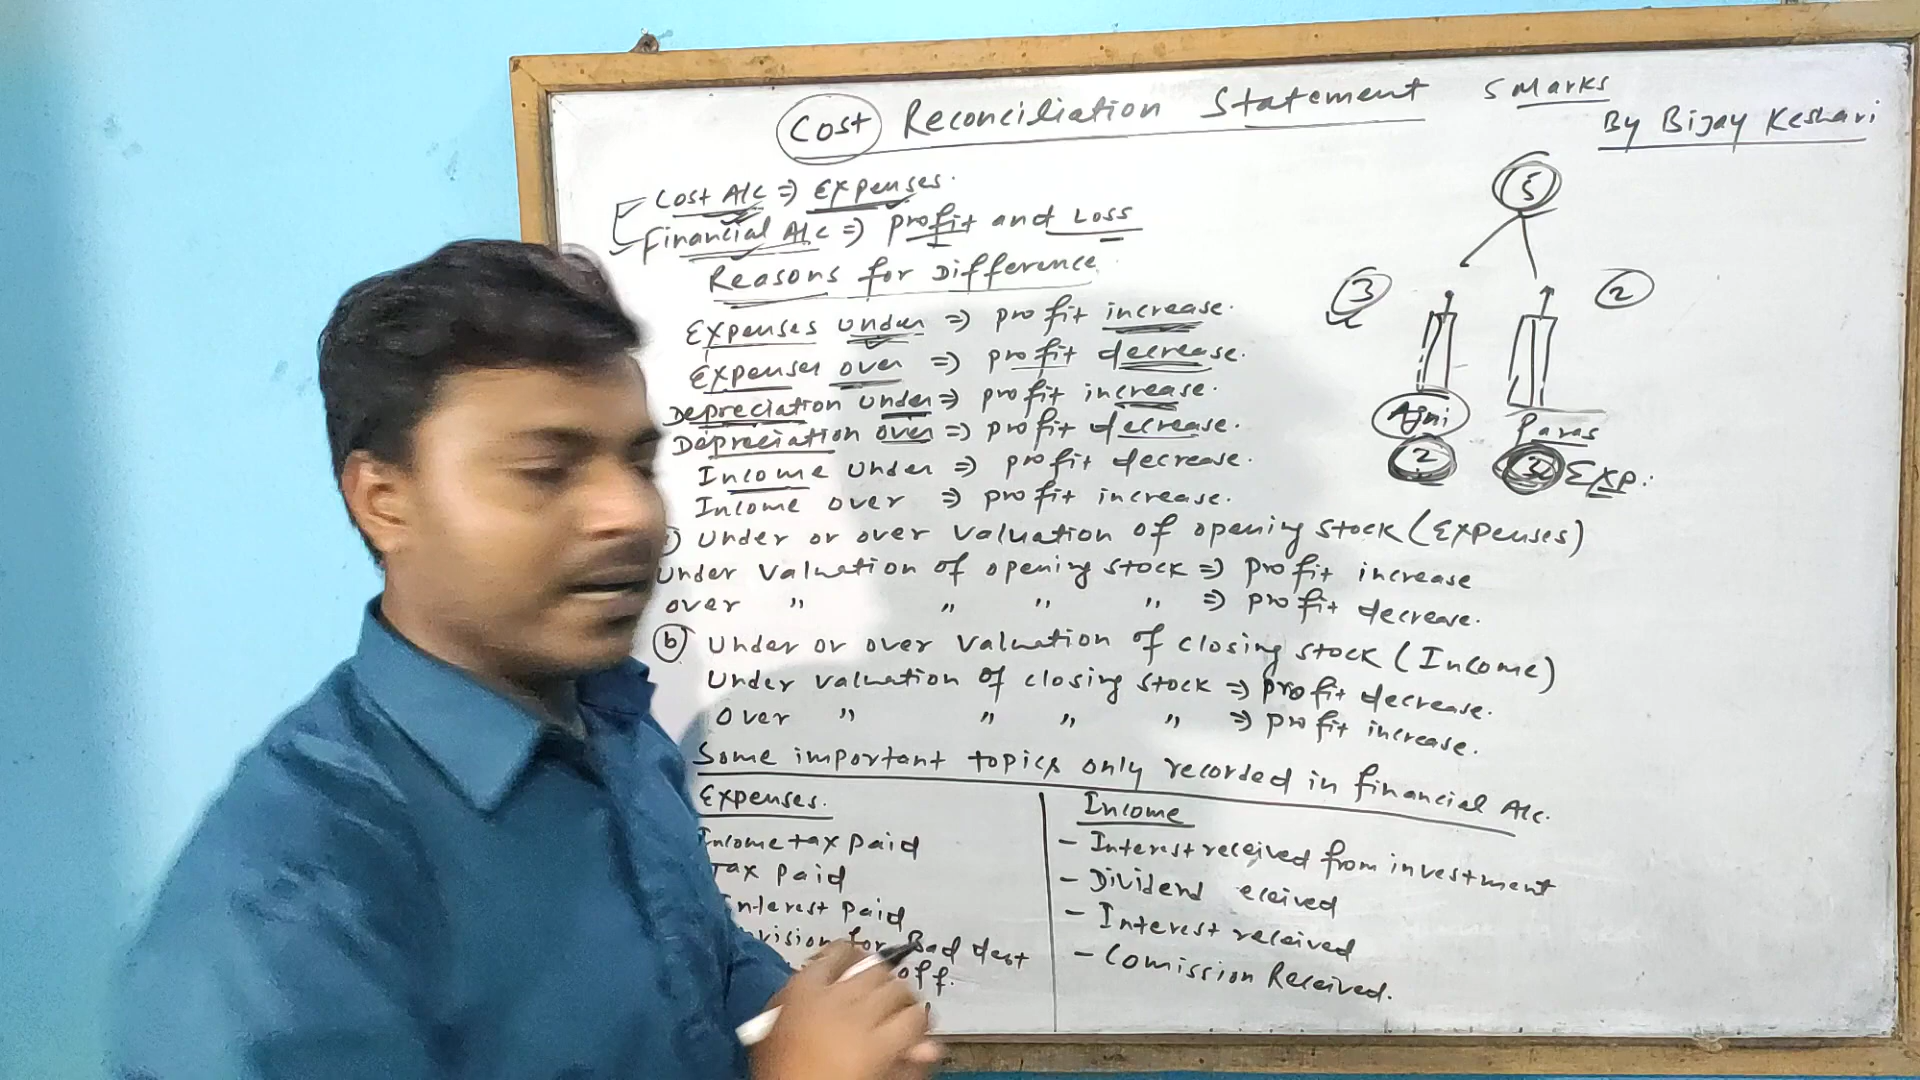 Cost Reconciliation Statement 5 Marks
By Bijay Keshari
Cost A/c => Expenses.
Financial A/c => profit and Loss
Reasons for Difference
Expenses under => profit increase.
Expenses over => profit decrease.
Depreciation under => profit increase.
Depreciation over => profit decrease.
Income under => profit decrease.
Income over => profit increase.
) Under or over valuation of opening stock (Expenses)
Under valuation of opening stock => profit increase
over " " " " => profit decrease.
(b) Under or over valuation of closing stock (Income)
Under valuation of closing stock => profit decrease.
over " " " " => profit increase.
Some important topics only recorded in financial A/c.
Expenses.
Income tax paid
Tax paid
Interest paid
vision for Bad dest
off.
Income
- Interest received from investment
- Dividend eceived
- Interest received
- Comission Received.
5
3
2
Agni
Paras
2
3 Exp.